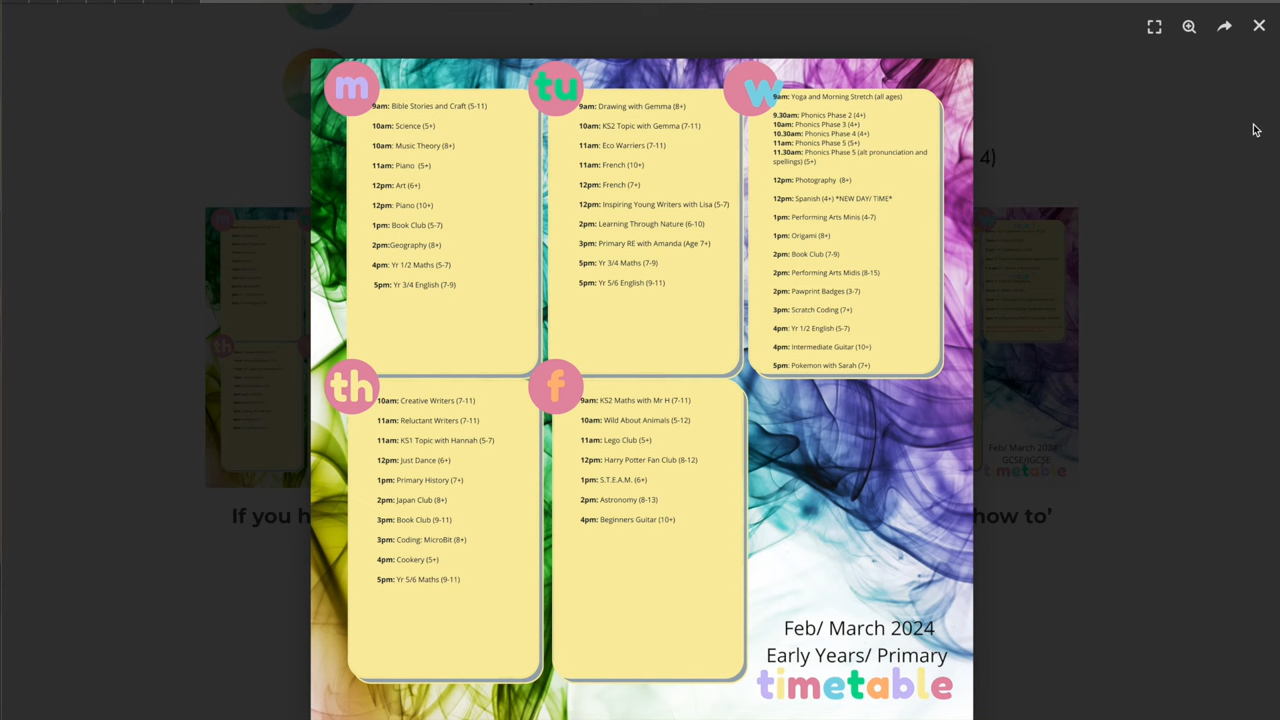 m
9am: Bible Stories and Craft (5-11)
10am: Science (5+)
10am: Music Theory (8+)
11am: Piano (5+)
12pm: Art (6+)
12pm: Piano (10+)
1pm: Book Club (5-7)
2pm:Geography (8+)
4pm: Yr 1/2 Maths (5-7)
5pm: Yr 3/4 English (7-9)
tu
9am: Drawing with Gemma (8+)
10am: KS2 Topic with Gemma (7-11)
11am: Eco Warriers (7-11)
11am: French (10+)
12pm: French (7+)
12pm: Inspiring Young Writers with Lisa (5-7)
2pm: Learning Through Nature (6-10)
3pm: Primary RE with Amanda (Age 7+)
5pm: Yr 3/4 Maths (7-9)
5pm: Yr 5/6 English (9-11)
w
9am: Yoga and Morning Stretch (all ages)
9.30am: Phonics Phase 2 (4+)
10am: Phonics Phase 3 (4+)
10.30am: Phonics Phase 4 (4+)
11am: Phonics Phase 5 (5+)
11.30am: Phonics Phase 5 (alt pronunciation and
spellings) (5+)
12pm: Photography (8+)
12pm: Spanish (4+) *NEW DAY/ TIME*
1pm: Performing Arts Minis (4-7)
1pm: Origami (8+)
2pm: Book Club (7-9)
2pm: Performing Arts Midis (8-15)
2pm: Pawprint Badges (3-7)
3pm: Scratch Coding (7+)
4pm: Yr 1/2 English (5-7)
4pm: Intermediate Guitar (10+)
5pm: Pokemon with Sarah (7+)
th
10am: Creative Writers (7-11)
11am: Reluctant Writers (7-11)
11am: KS1 Topic with Hannah (5-7)
12pm: Just Dance (6+)
1pm: Primary History (7+)
2pm: Japan Club (8+)
3pm: Book Club (9-11)
3pm: Coding: MicroBit (8+)
4pm: Cookery (5+)
5pm: Yr 5/6 Maths (9-11)
f
9am: KS2 Maths with Mr H (7-11)
10am: Wild About Animals (5-12)
11am: Lego Club (5+)
12pm: Harry Potter Fan Club (8-12)
1pm: S.T.E.A.M. (6+)
2pm: Astronomy (8-13)
4pm: Beginners Guitar (10+)
Feb/ March 2024
Early Years/ Primary
timetable
4)
Feb/ March 2024
GCSE/IGCSE
timetable
If you h
how to'